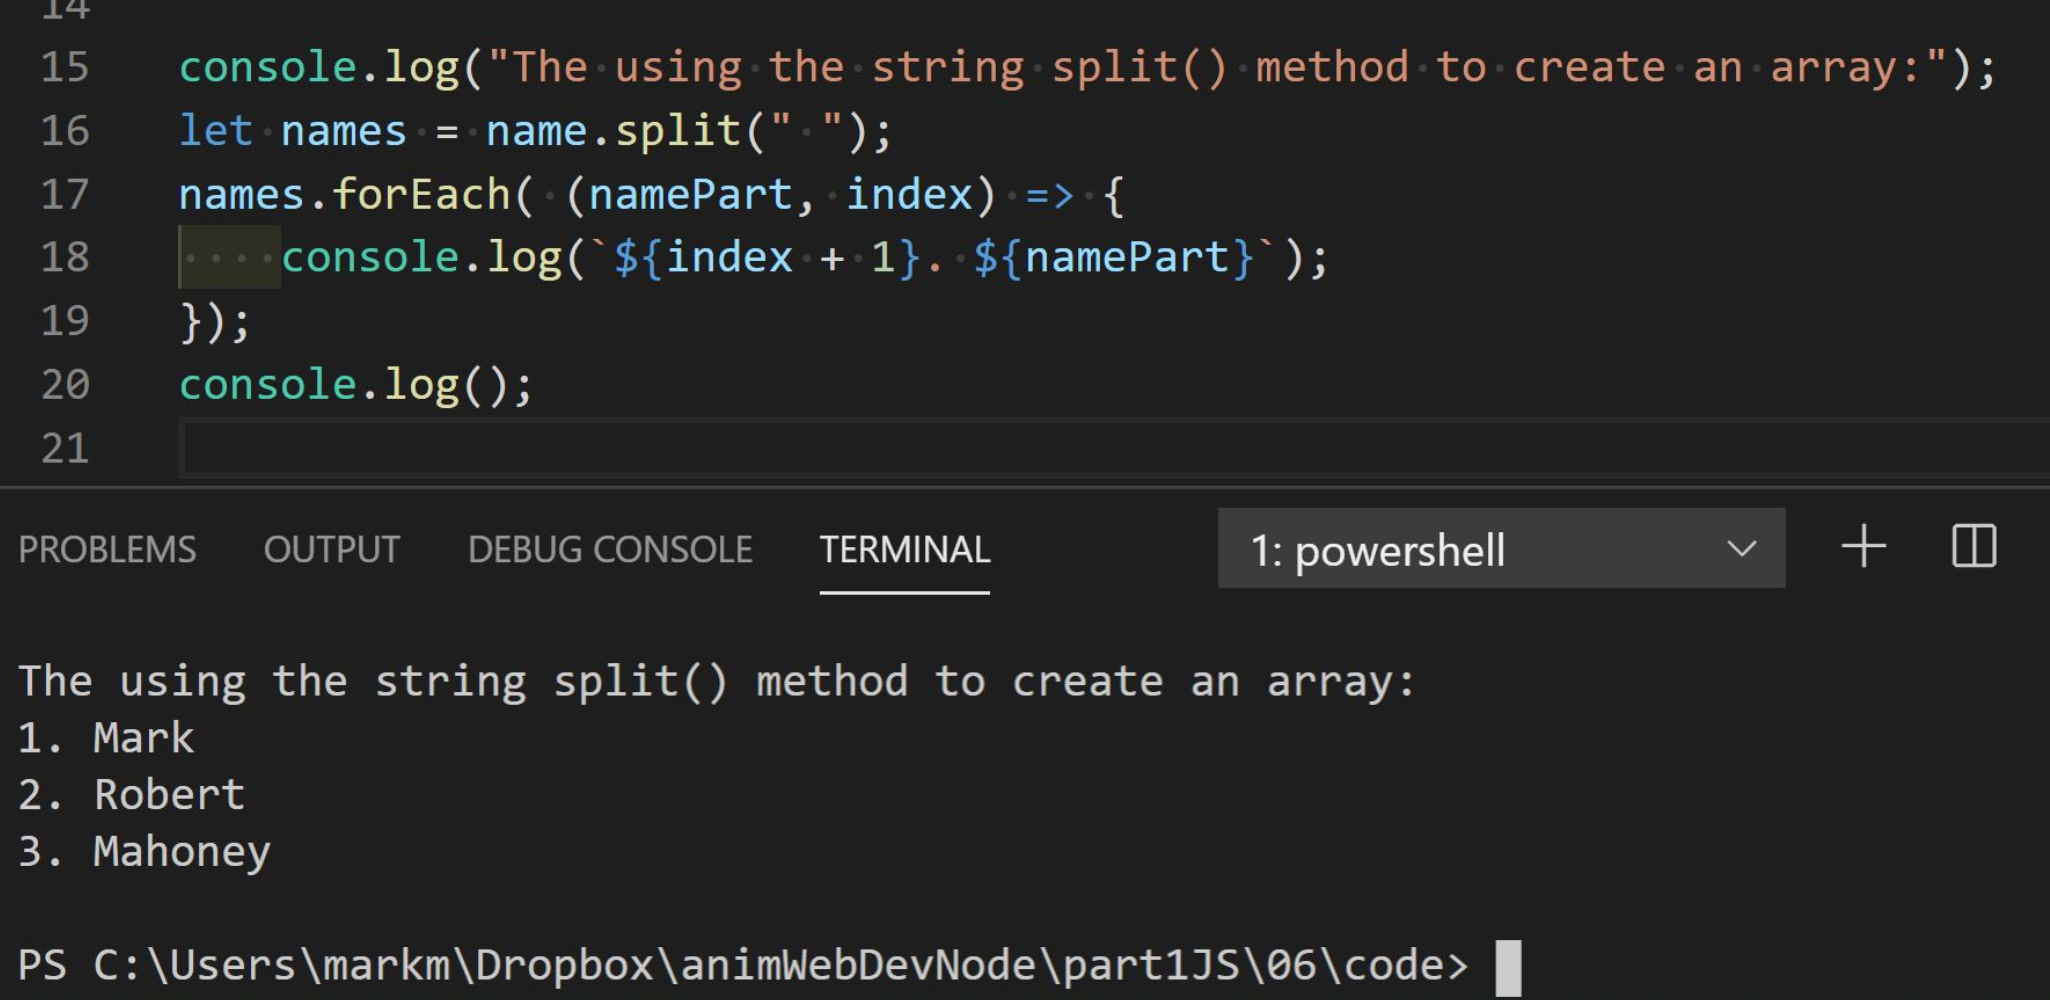 14
15 console.log("The using the string split() method to create an array:");
16 let names = name.split(" ");
17 names.forEach( (namePart, index) => {
18     console.log(`${index + 1}. ${namePart}`);
19 });
20 console.log();
21
PROBLEMS OUTPUT DEBUG CONSOLE TERMINAL 1: powershell
The using the string split() method to create an array:
1. Mark
2. Robert
3. Mahoney
PS C:\Users\markm\Dropbox\animWebDevNode\part1JS\06\code>